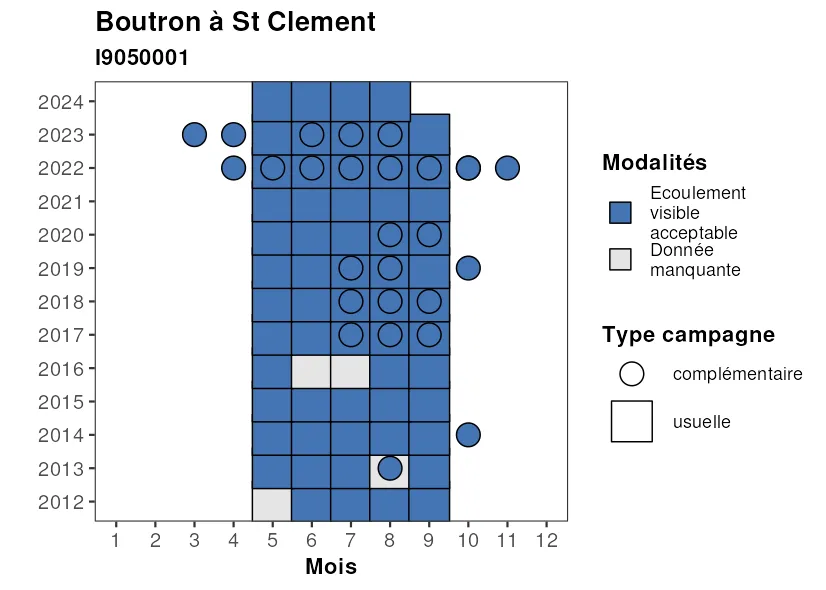 Boutron à St Clement
I9050001
2024
2023
2022
2021
2020
2019
2018
2017
2016
2015
2014
2013
2012
1 2 3 4 5 6 7 8 9 10 11 12
Mois
Modalités
Ecoulement
visible
acceptable
Donnée
manquante
Type campagne
complémentaire
usuelle